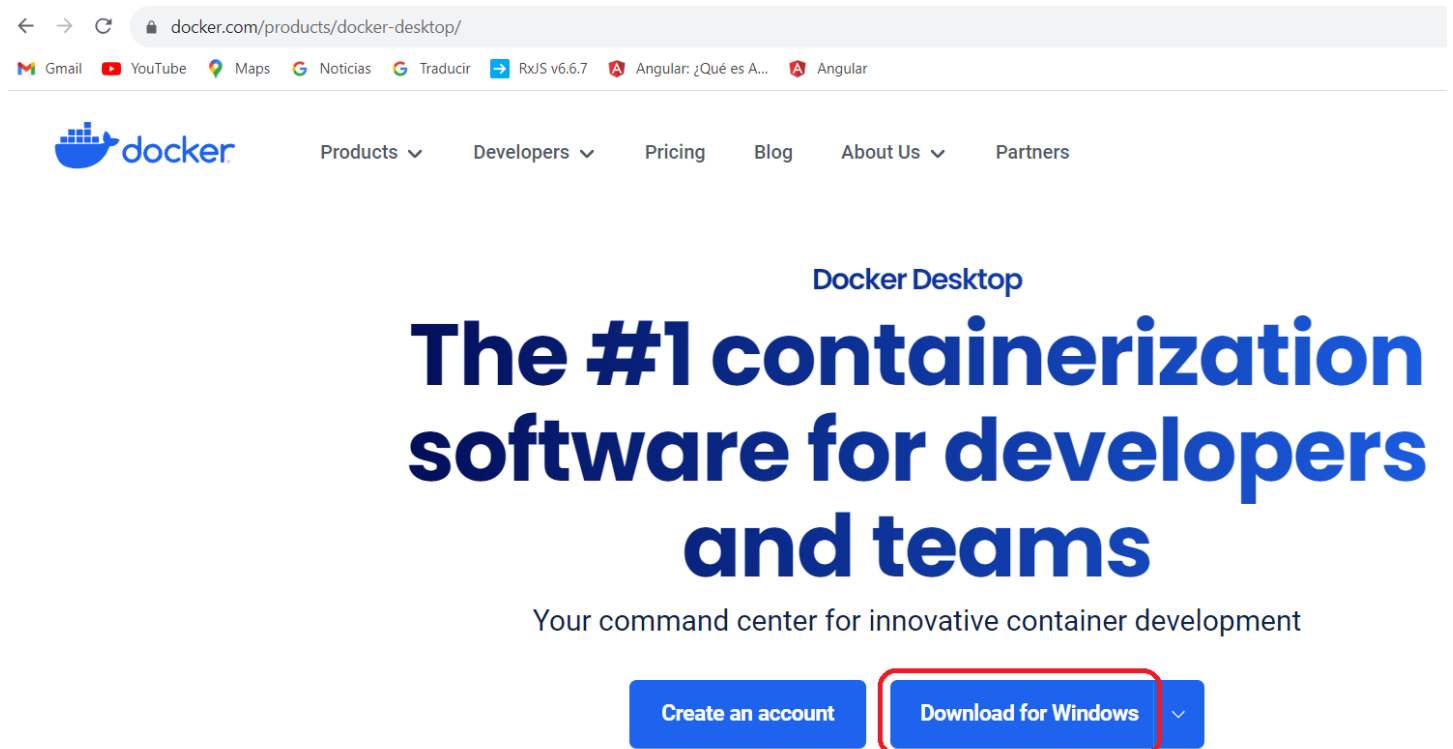 docker.com/products/docker-desktop/
Gmail YouTube Maps Noticias Traducir RxJS v6.6.7 Angular: ¿Qué es A... Angular
docker Products Developers Pricing Blog About Us Partners
Docker Desktop
The #1 containerization
software for developers
and teams
Your command center for innovative container development
Create an account Download for Windows